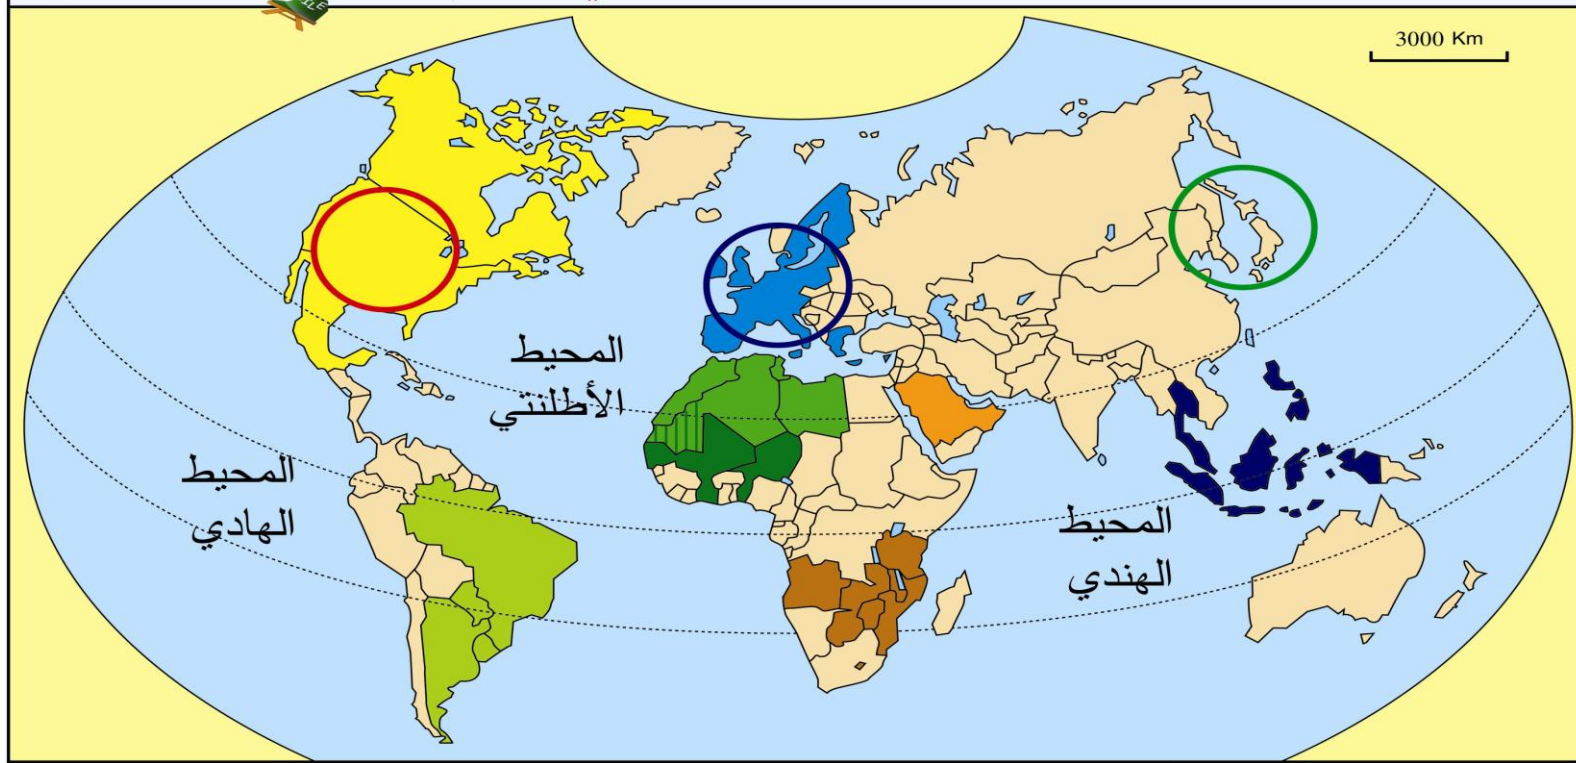 3000 Km
المحيط
الأطلنتي
المحيط
الهادي
المحيط
الهندي